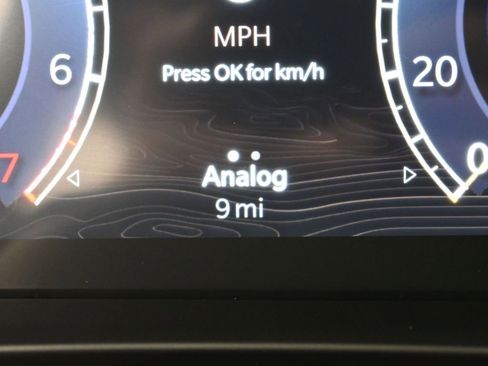 MPH
6
Press OK for km/h
20
7
Analog
0
9 mi